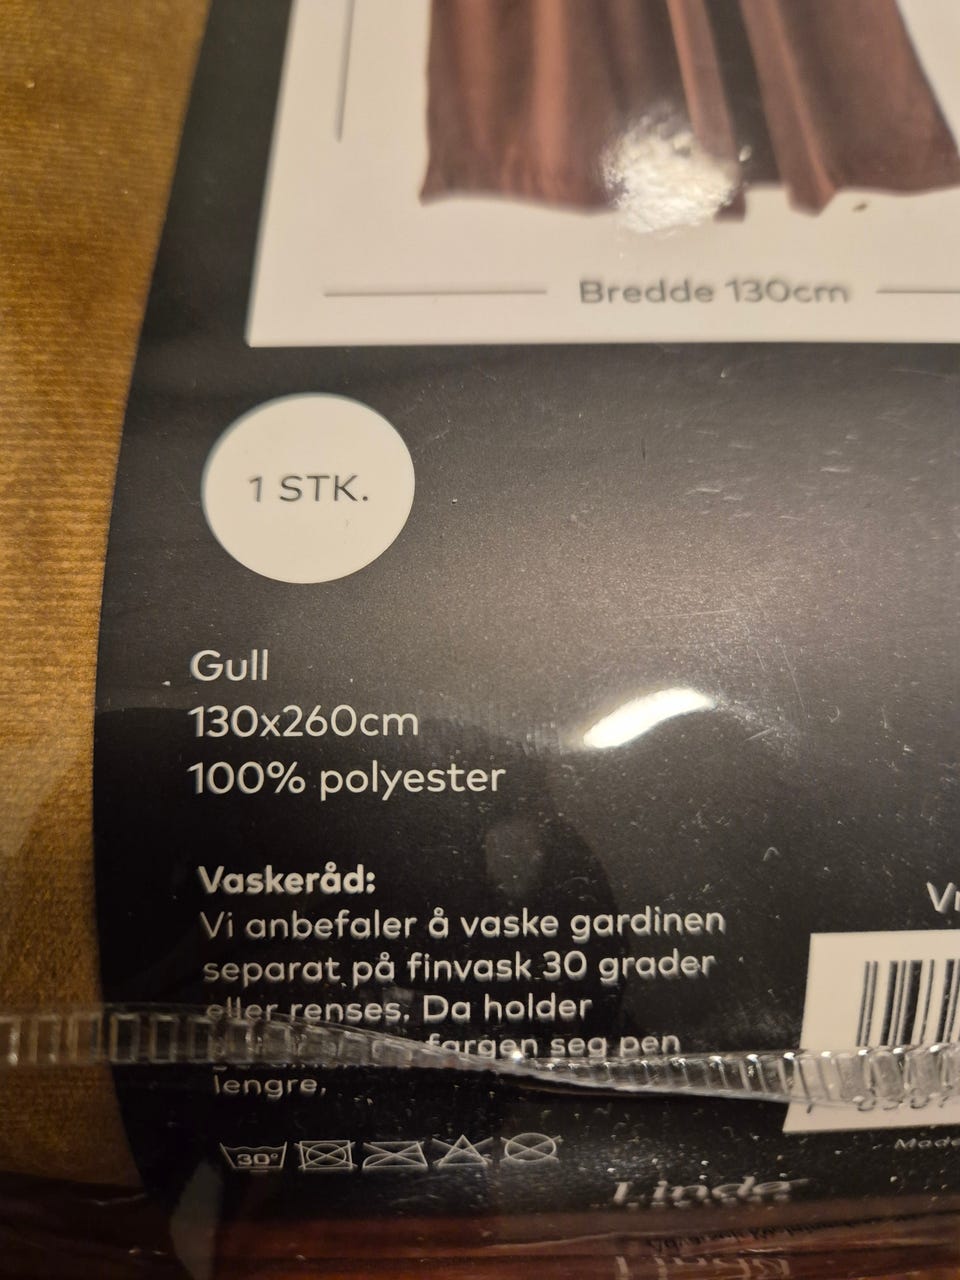 Bredde 130cm
1 STK.
Gull
130x260cm
100% polyester
Vaskeråd:
Vi anbefaler å vaske gardinen
separat på finvask 30 grader
eller renses. Da holder
fargen seg pen
lengre.
30°
Linda